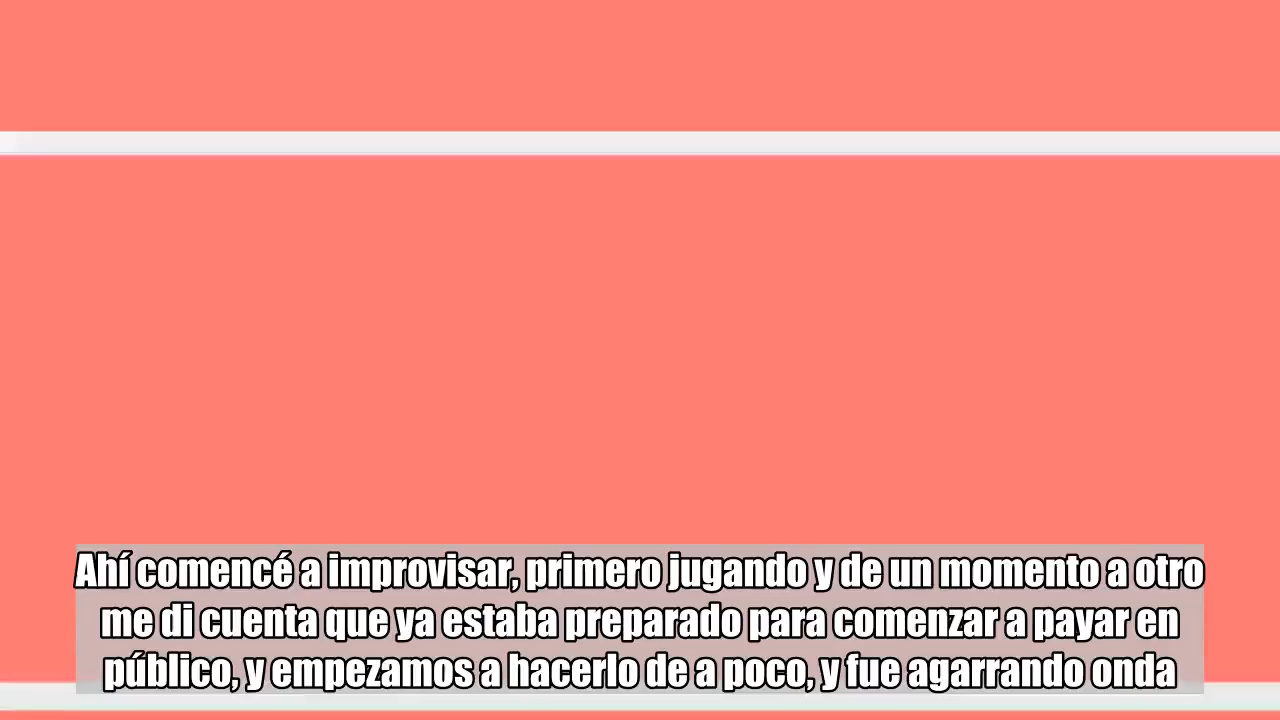 Ahí comencé a improvisar, primero jugando y de un momento a otro
me di cuenta que ya estaba preparado para comenzar a payar en
público, y empezamos a hacerlo de a poco, y fue agarrando onda